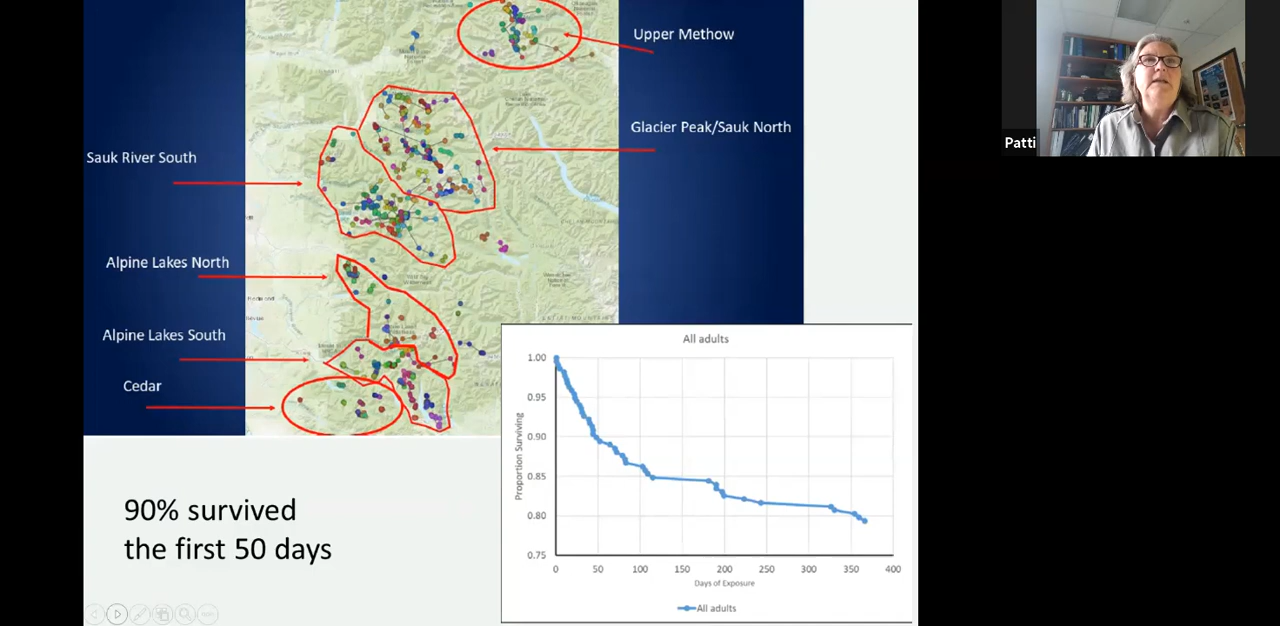 Upper Methow
Glacier Peak/Sauk North
Sauk River South
Alpine Lakes North
Alpine Lakes South
Cedar
90% survived
the first 50 days
All adults
1.00
0.95
0.90
0.85
0.80
0.75
Proportion Surviving
0 50 100 150 200 250 300 350 400
Days of Exposure
All adults
Patti